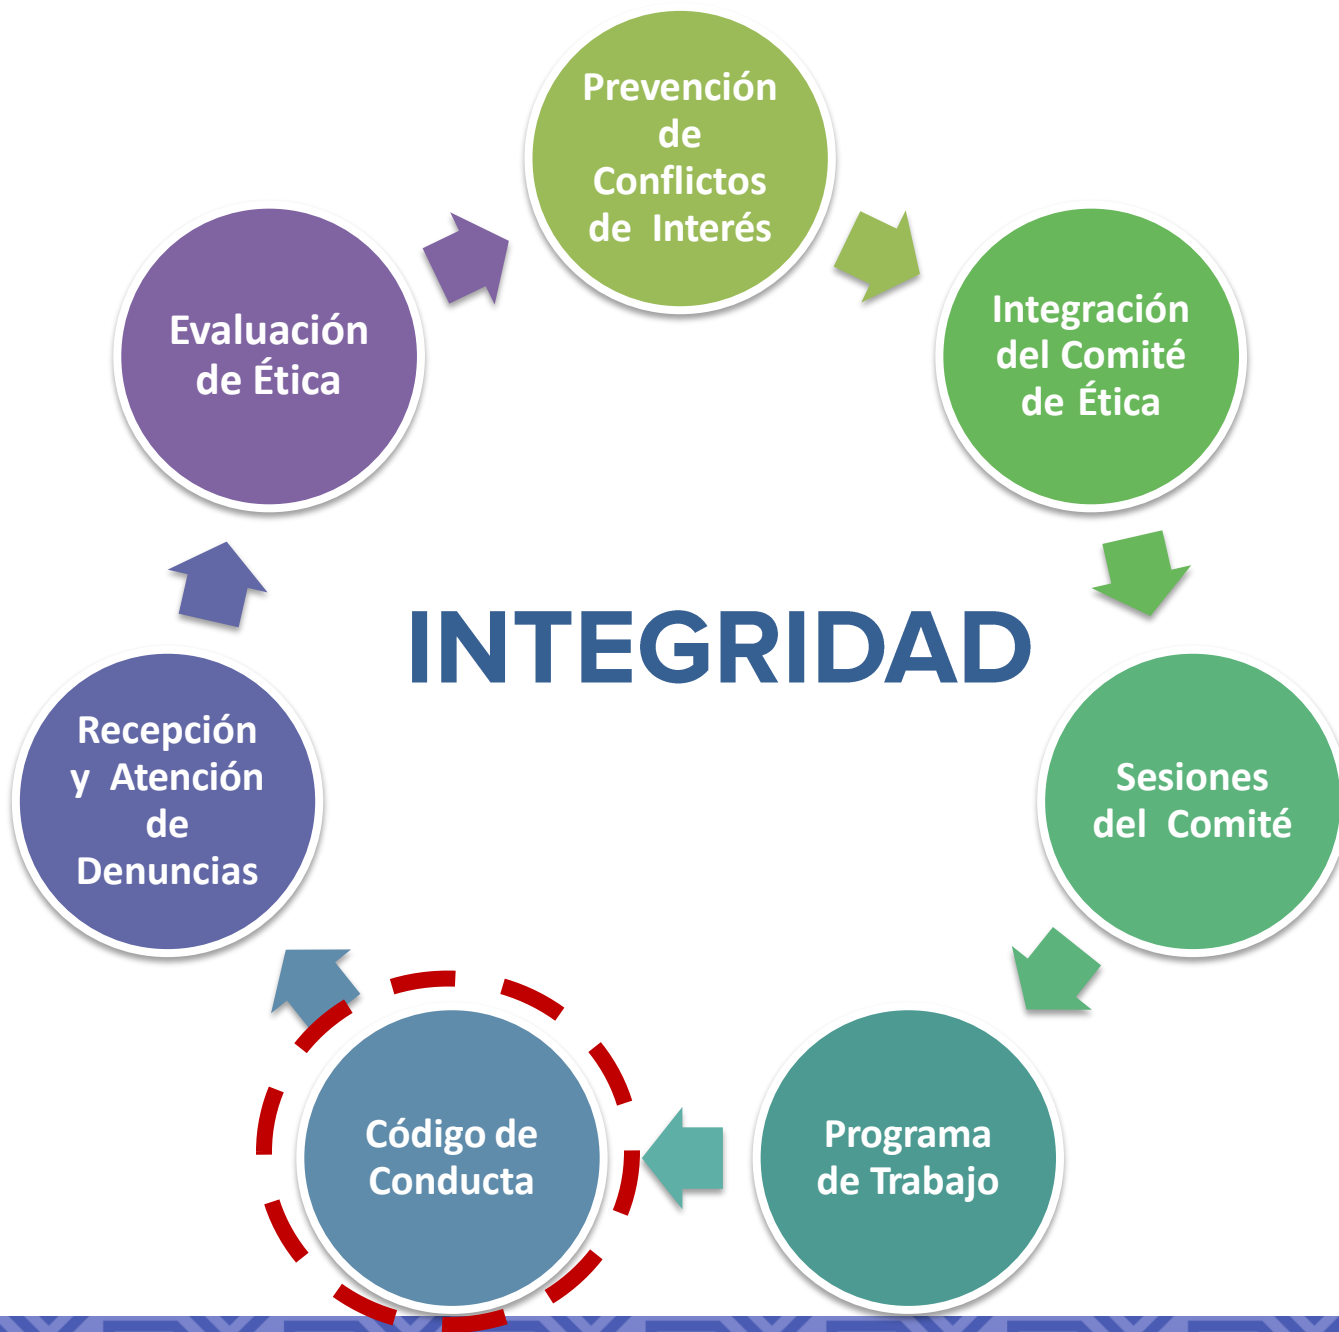 Prevención
de
Conflictos
de Interés
Integración
del Comité
de Ética
Sesiones
del Comité
Programa
de Trabajo
Código de
Conducta
Recepción
y Atención
de
Denuncias
Evaluación
de Ética
INTEGRIDAD